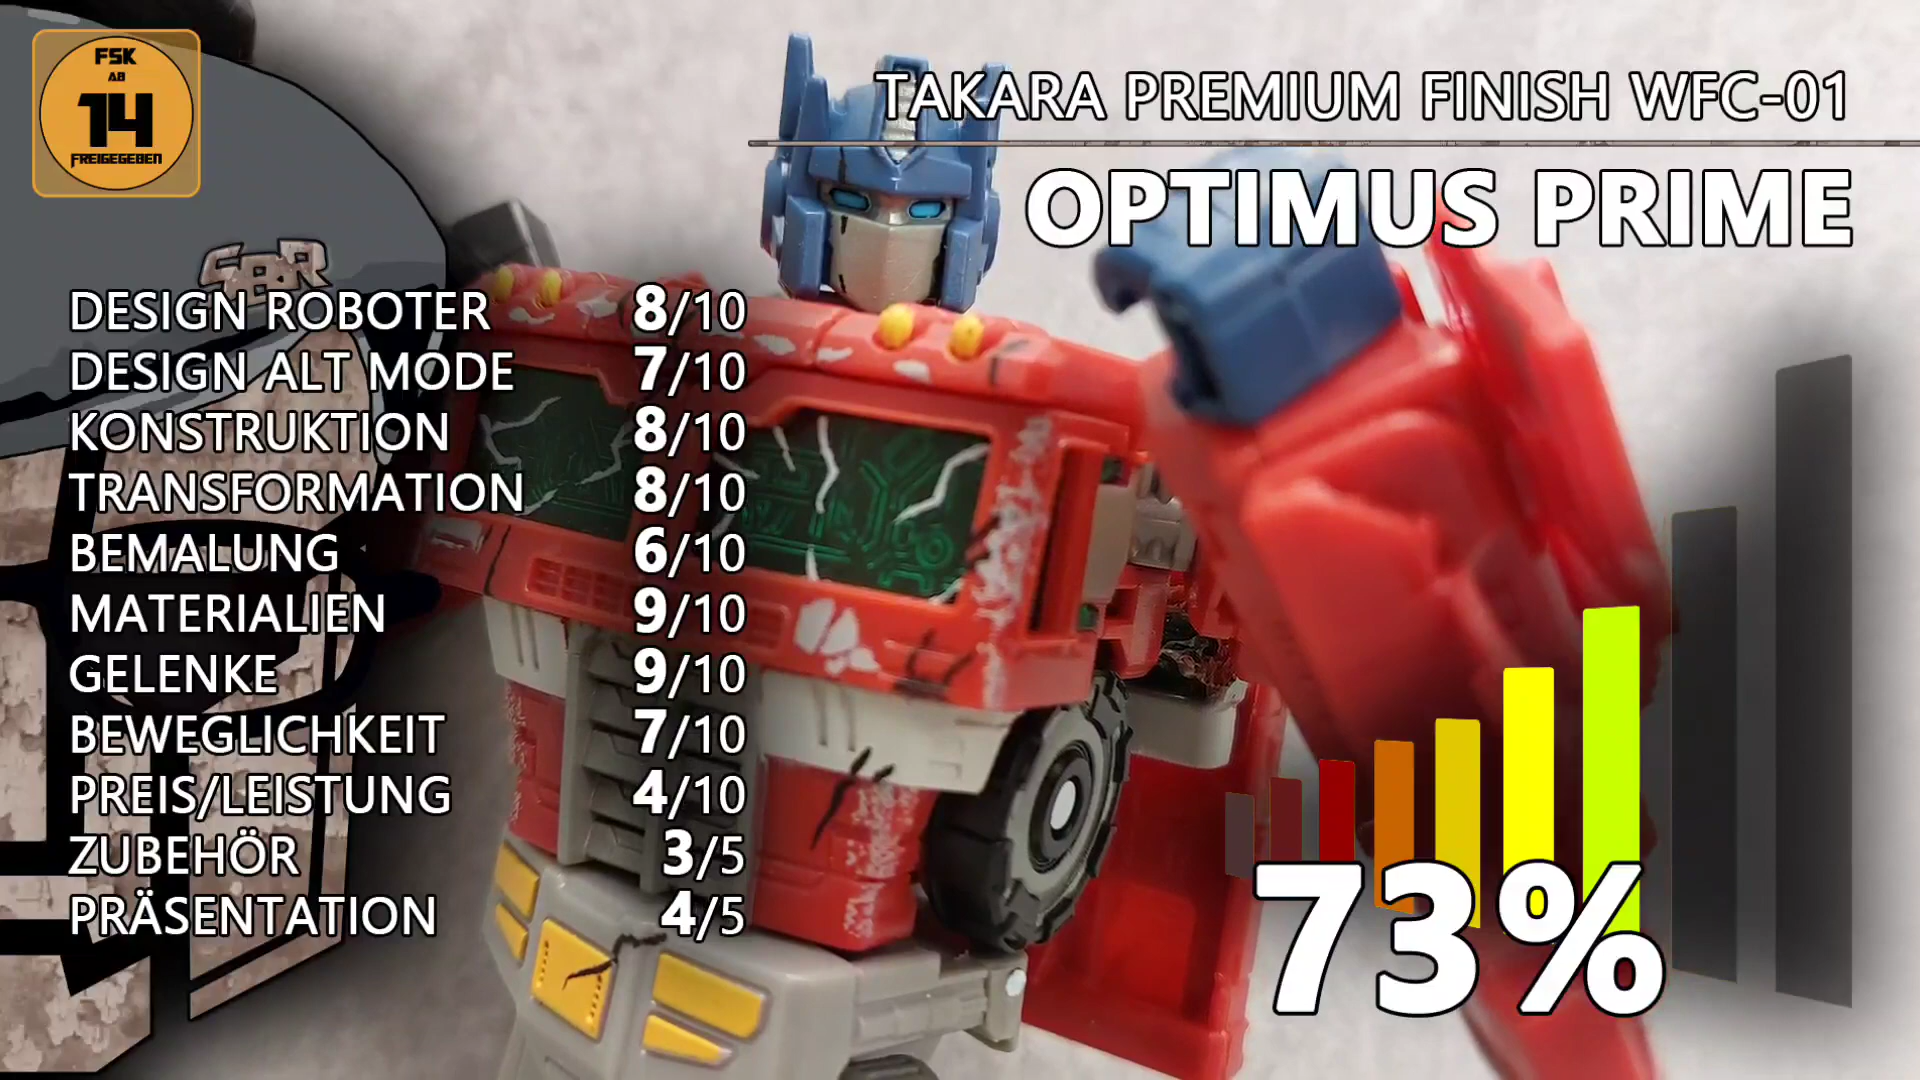 FSK
AB
14
FREIGEGEBEN
TAKARA PREMIUM FINISH WFC-01
OPTIMUS PRIME
SBR
DESIGN ROBOTER 8/10
DESIGN ALT MODE 7/10
KONSTRUKTION 8/10
TRANSFORMATION 8/10
BEMALUNG 6/10
MATERIALIEN 9/10
GELENKE 9/10
BEWEGLICHKEIT 7/10
PREIS/LEISTUNG 4/10
ZUBEHÖR 3/5
PRÄSENTATION 4/5
73%